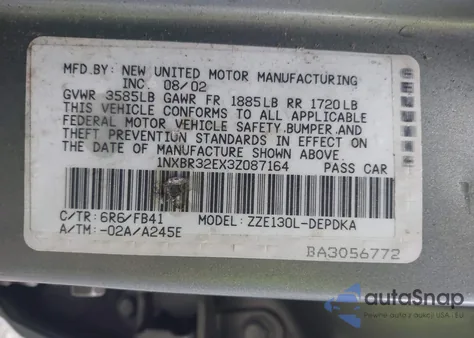 MFD.BY: NEW UNITED MOTOR MANUFACTURING
INC. 08/02
GVWR 3585LB GAWR FR 1885LB RR 1720LB
THIS VEHICLE CONFORMS TO ALL APPLICABLE
FEDERAL MOTOR VEHICLE SAFETY, BUMPER, AND
THEFT PREVENTION STANDARDS IN EFFECT ON
THE DATE OF MANUFACTURE SHOWN ABOVE.
1NXBR32EX3Z087164 PASS CAR
C/TR: 6R6/FB41 MODEL: ZZE130L-DEPDKA
A/TM: -02A/A245E
BA3056772
autoSnap